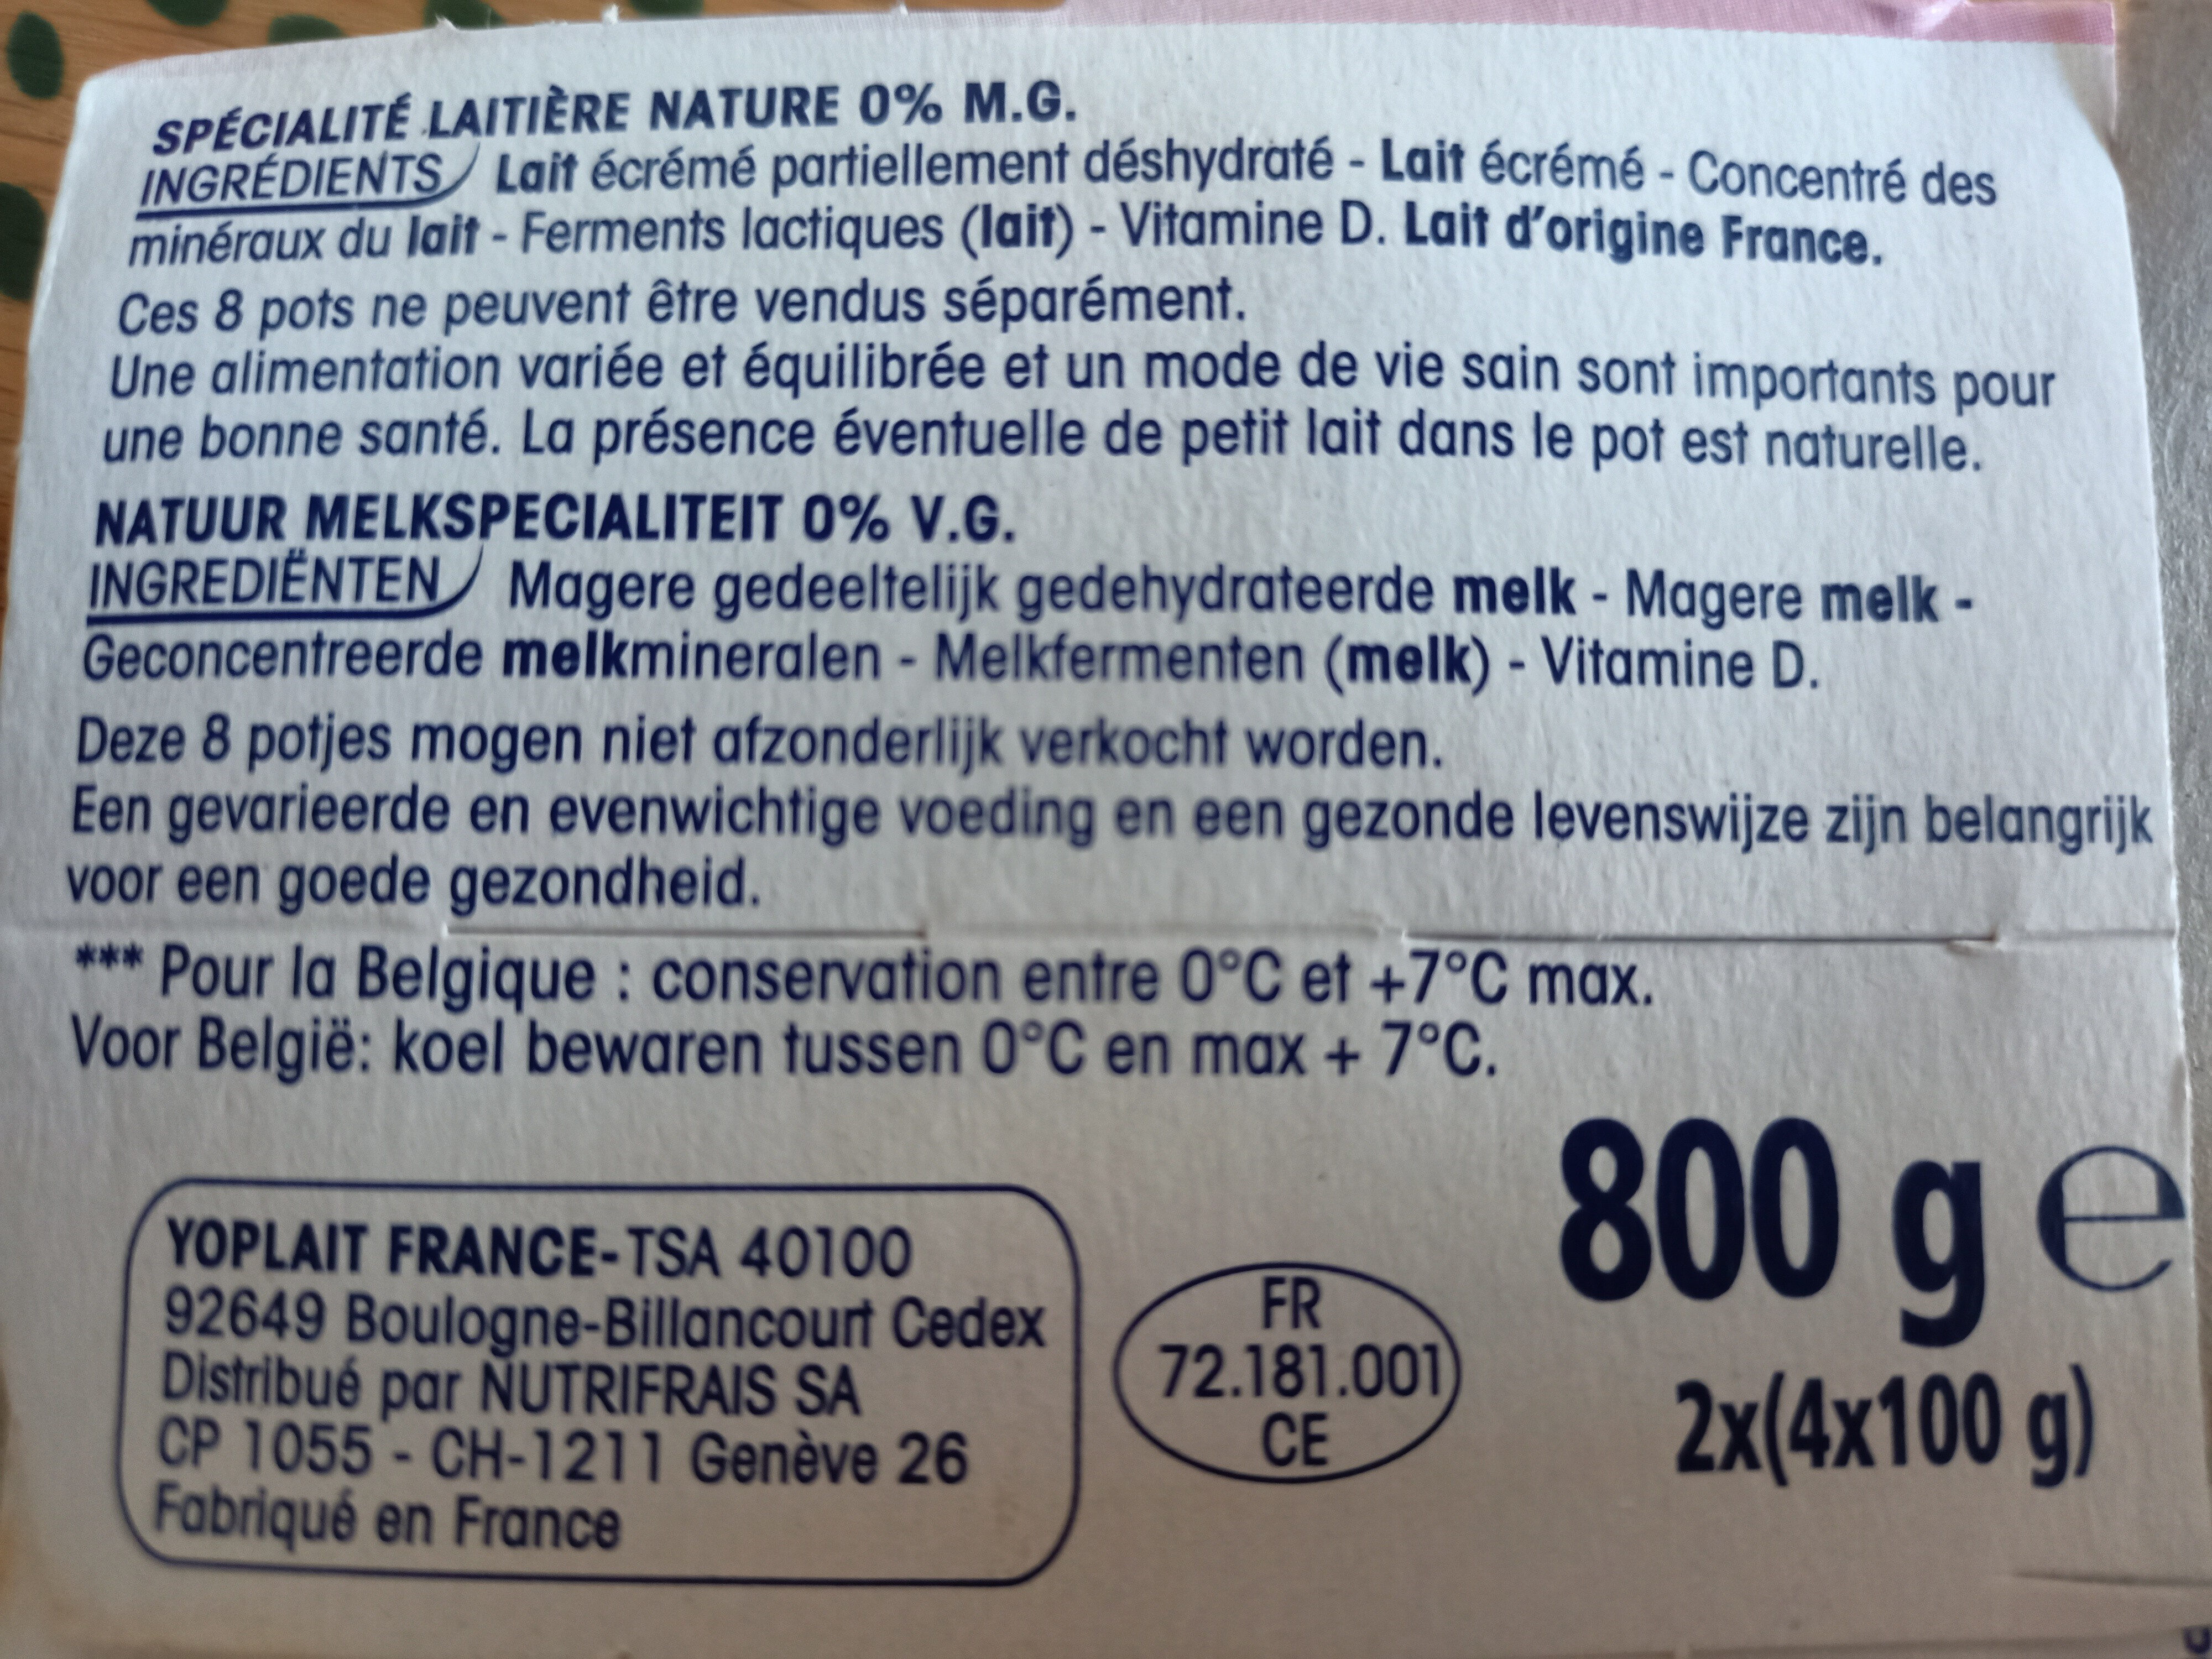 SPÉCIALITÉ LAITIÈRE NATURE 0% M.G.
INGRÉDIENTS Lait écrémé partiellement déshydraté - Lait écrémé - Concentré des
minéraux du lait - Ferments lactiques (lait) - Vitamine D. Lait d'origine France.
Ces 8 pots ne peuvent être vendus séparément.
Une alimentation variée et équilibrée et un mode de vie sain sont importants pour
une bonne santé. La présence éventuelle de petit lait dans le pot est naturelle.
NATUUR MELKSPECIALITEIT 0% V.G.
INGREDIËNTEN Magere gedeeltelijk gedehydrateerde melk - Magere melk -
Geconcentreerde melkmineralen - Melkfermenten (melk) - Vitamine D.
Deze 8 potjes mogen niet afzonderlijk verkocht worden.
Een gevarieerde en evenwichtige voeding en een gezonde levenswijze zijn belangrijk
voor een goede gezondheid.
*** Pour la Belgique : conservation entre 0°C et +7°C max.
Voor België: koel bewaren tussen 0°C en max + 7°C.
800 g e
2x(4x100 g)
YOPLAIT FRANCE-TSA 40100
92649 Boulogne-Billancourt Cedex
Distribué par NUTRIFRAIS SA
CP 1055 - CH-1211 Genève 26
Fabriqué en France
FR
72.181.001
CE